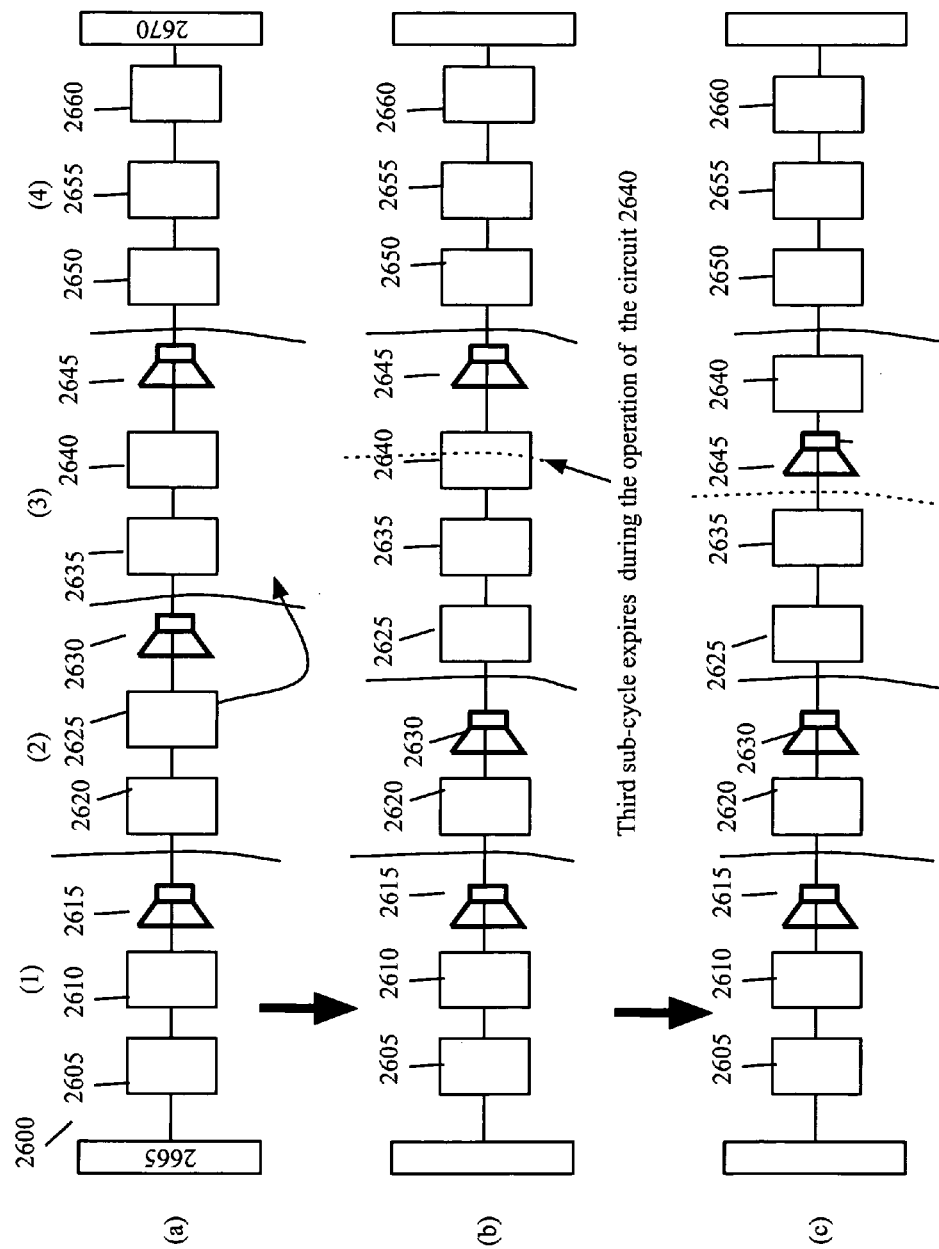 (1) (2) (3) (4)
2600 2605 2610 2615 2620 2625 2630 2635 2640 2645 2650 2655 2660
(a) 2665 2670
2605 2610 2615 2620 2630 2625 2635 2640 2645 2650 2655 2660
(b)
Third sub-cycle expires during the operation of the circuit 2640
2605 2610 2615 2620 2630 2625 2635 2645 2640 2650 2655 2660
(c)